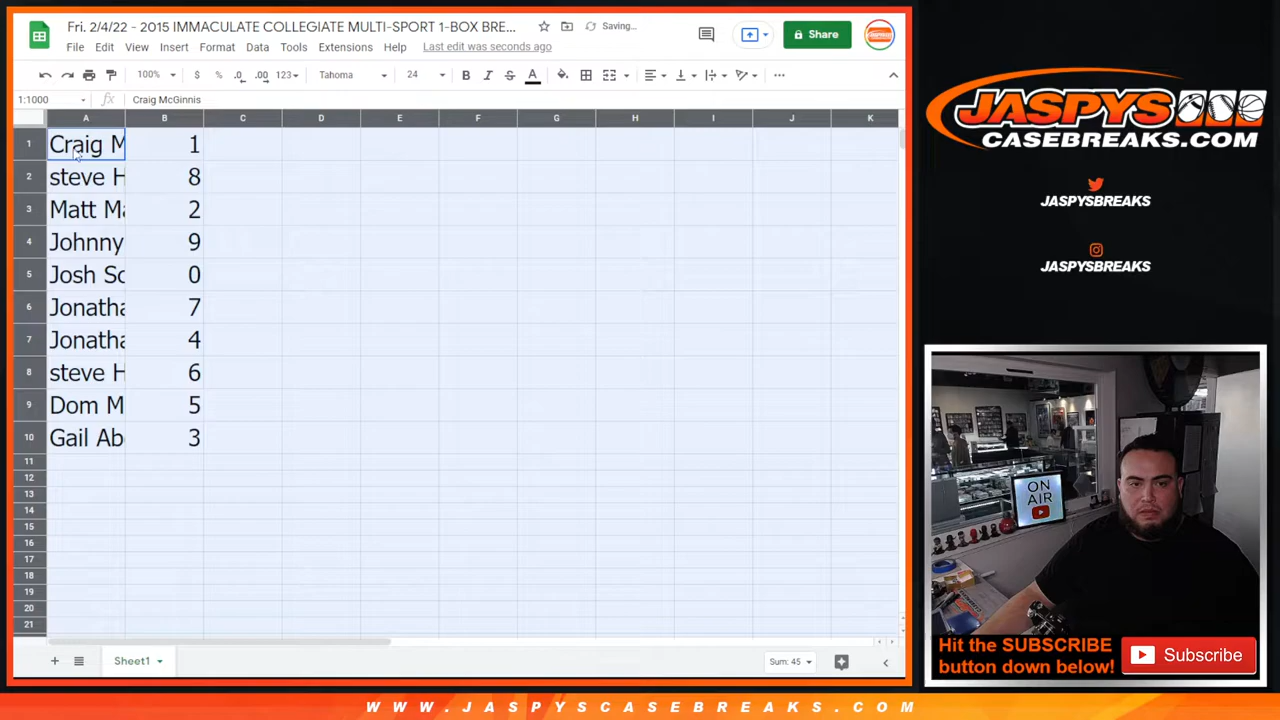 Fri. 2/4/22 - 2015 IMMACULATE COLLEGIATE MULTI-SPORT 1-BOX BRE...
Saving...
File Edit View Insert Format Data Tools Extensions Help Last edit was seconds ago
Share
100% $ % .0 .00 123 Tahoma 24 B I S A
1:1000 fx Craig McGinnis
A B C D E F G H I J K
1 Craig M 1
2 steve H 8
3 Matt Ma 2
4 Johnny 9
5 Josh Sc 0
6 Jonatha 7
7 Jonatha 4
8 steve H 6
9 Dom M 5
10 Gail Ab 3
11
12
13
14
15
16
17
18
19
20
21
Sheet1
Sum: 45
JASPYS
CASEBREAKS.COM
JASPYSBREAKS
JASPYSBREAKS
ON
AIR
Hit the SUBSCRIBE
button down below!
Subscribe
WWW.JASPYSCASEBREAKS.COM